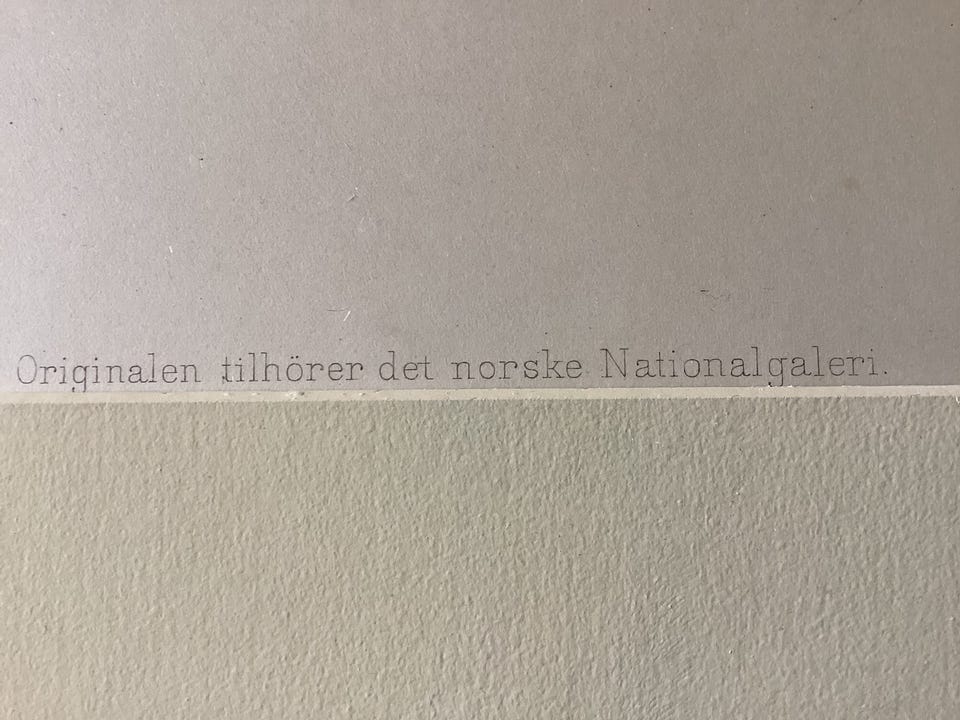 Originalen tilhörer det norske Nationalgaleri.